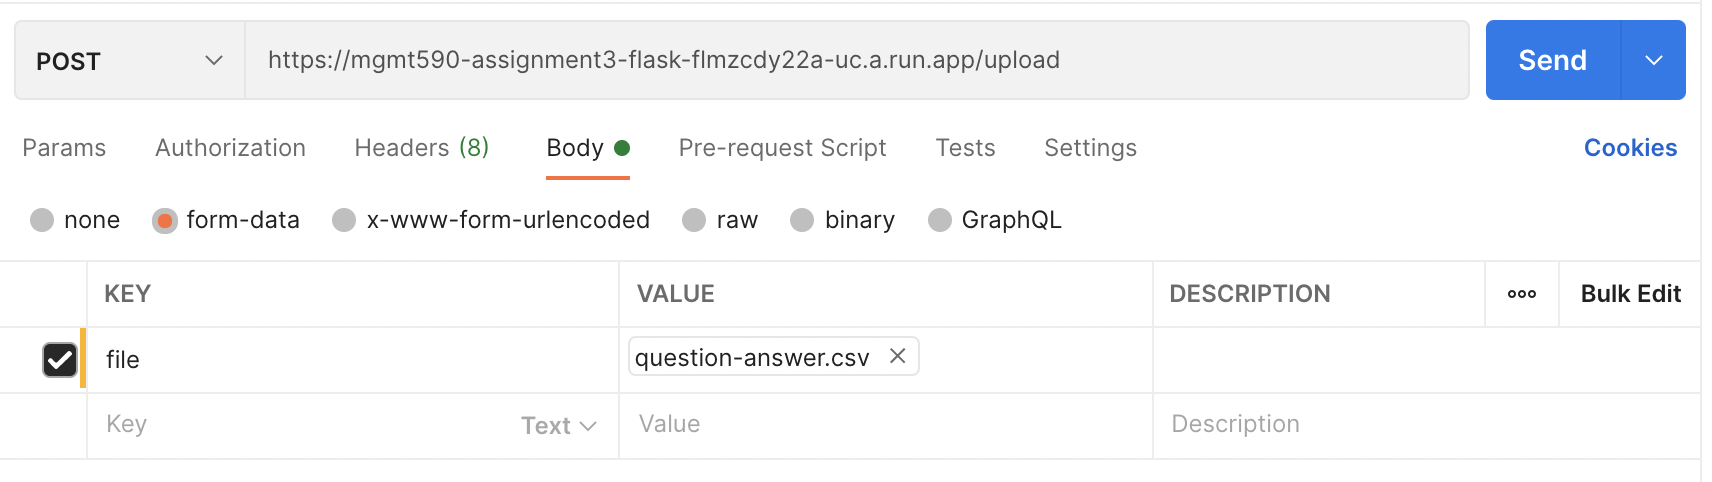 POST https://mgmt590-assignment3-flask-flmzcdy22a-uc.a.run.app/upload Send
Params Authorization Headers (8) Body Pre-request Script Tests Settings Cookies
none form-data x-www-form-urlencoded raw binary GraphQL
KEY VALUE DESCRIPTION ooo Bulk Edit
file question-answer.csv
Key Text Value Description